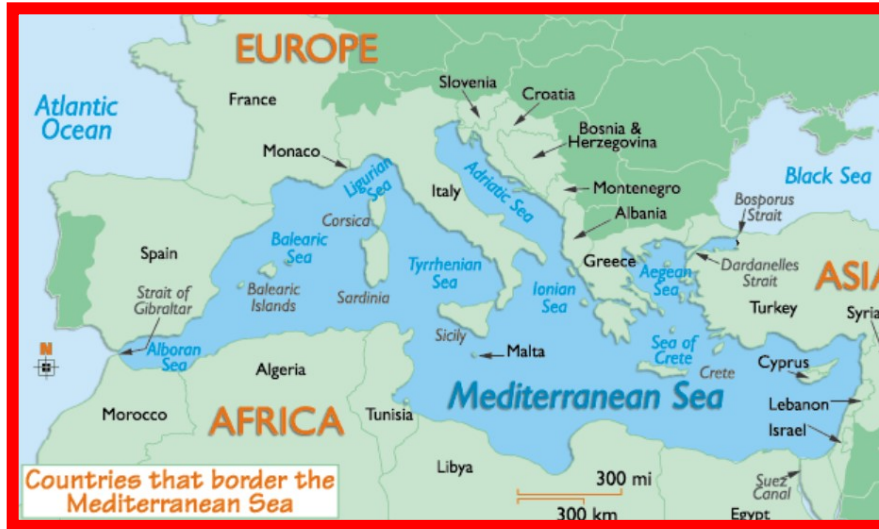 EUROPE
Slovenia
Croatia
France
Atlantic
Ocean
Bosnia &
Herzegovina
Monaco
Ligurian
Sea
Italy
Adriatic Sea
Montenegro
Black Sea
Bosporus
Strait
Corsica
Albania
Spain
Balearic
Sea
Tyrrhenian
Sea
Greece
Aegean
Sea
Dardanelles
Strait
ASIA
Strait of
Gibraltar
Balearic
Islands
Sardinia
Ionian
Sea
Turkey
Syria
N
Alboran
Sea
Sicily
Malta
Sea of
Crete
Crete
Cyprus
Algeria
Mediterranean Sea
Lebanon
Morocco
AFRICA
Tunisia
Israel
Countries that border the
Mediterranean Sea
Libya
300 mi
300 km
Suez
Canal
Egypt